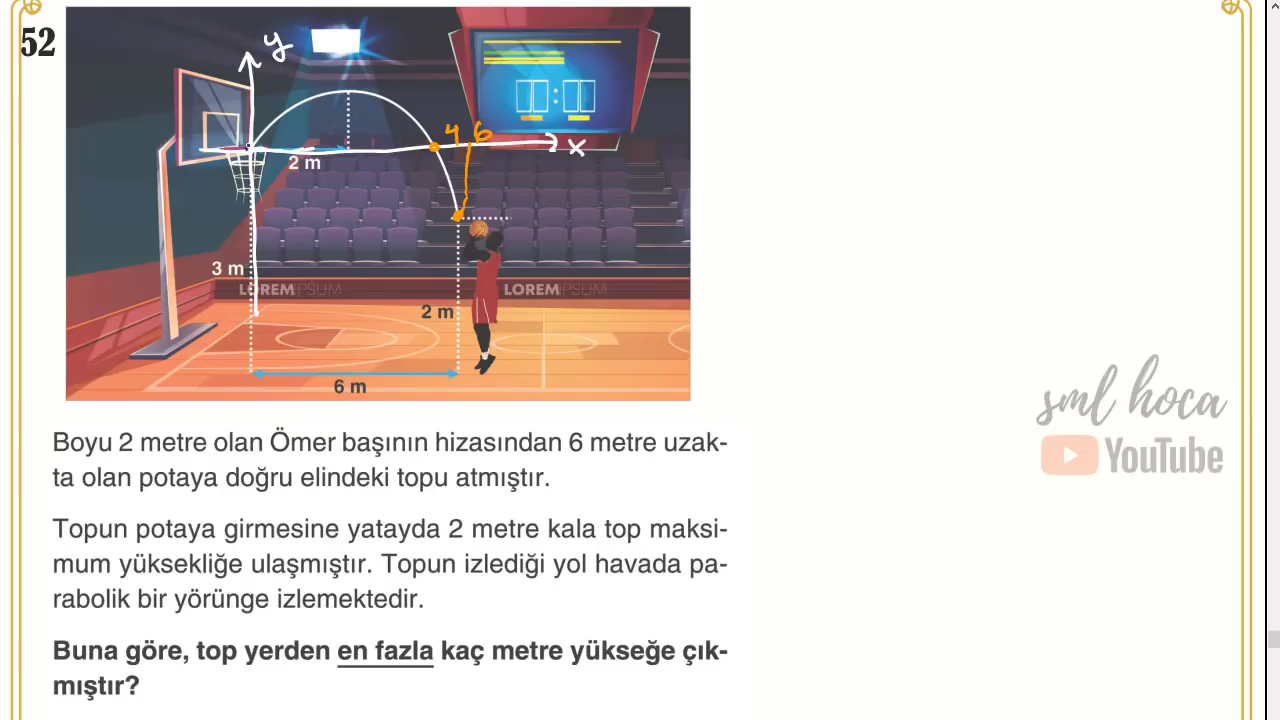 52
y
4 6
x
2 m
3 m
LOREM IPSUM
LOREM IPSUM
2 m
6 m
Boyu 2 metre olan Ömer başının hizasından 6 metre uzak-
ta olan potaya doğru elindeki topu atmıştır.
Topun potaya girmesine yatayda 2 metre kala top maksi-
mum yüksekliğe ulaşmıştır. Topun izlediği yol havada pa-
rabolik bir yörünge izlemektedir.
Buna göre, top yerden en fazla kaç metre yükseğe çık-
mıştır?
sml hoca
YouTube